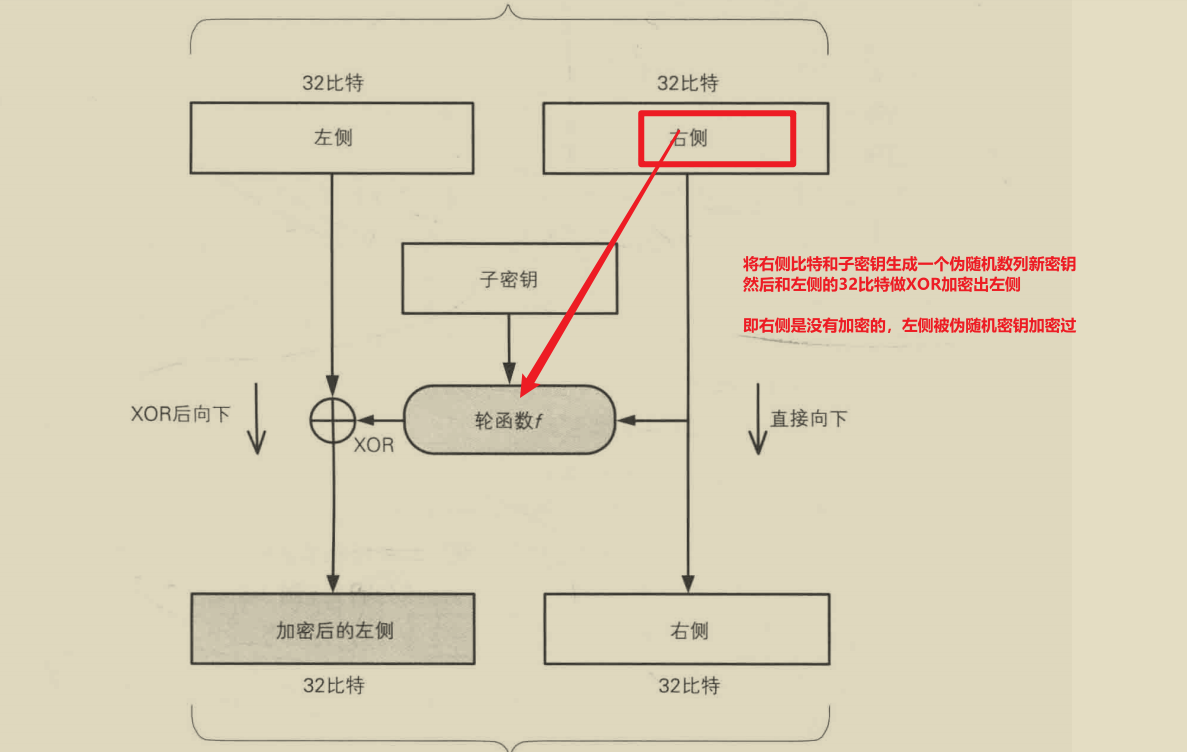 32比特
32比特
左侧
右侧
将右侧比特和子密钥生成一个伪随机数列新密钥
然后和左侧的32比特做XOR加密出左侧
子密钥
即右侧是没有加密的，左侧被伪随机密钥加密过
XOR后向下
轮函数f
直接向下
XOR
加密后的左侧
右侧
32比特
32比特